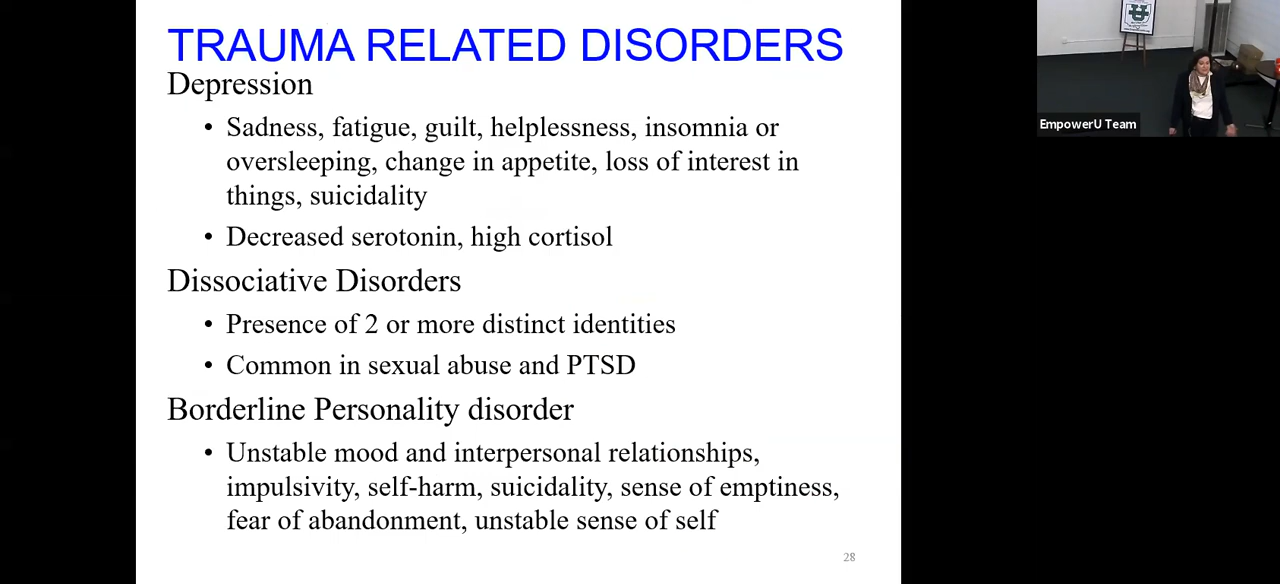 TRAUMA RELATED DISORDERS
Depression
• Sadness, fatigue, guilt, helplessness, insomnia or
oversleeping, change in appetite, loss of interest in
things, suicidality
• Decreased serotonin, high cortisol
Dissociative Disorders
• Presence of 2 or more distinct identities
• Common in sexual abuse and PTSD
Borderline Personality disorder
• Unstable mood and interpersonal relationships,
impulsivity, self-harm, suicidality, sense of emptiness,
fear of abandonment, unstable sense of self
28
EmpowerU Team